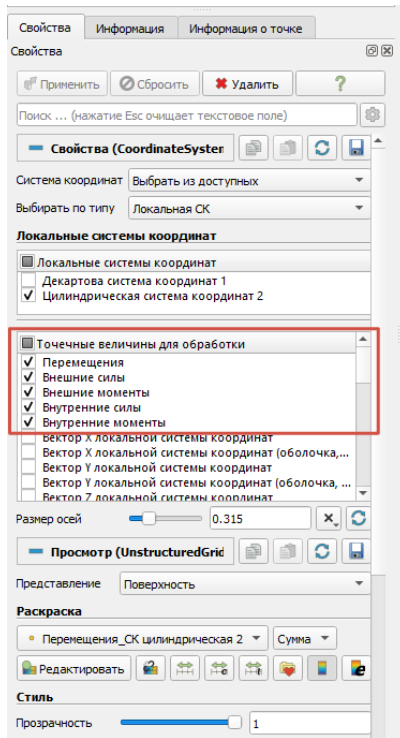 Свойства Информация Информация о точке
Свойства
Применить Сбросить Удалить ?
Поиск ... (нажатие Esc очищает текстовое поле)
Свойства (CoordinateSystem
Система координат Выбрать из доступных
Выбирать по типу Локальная СК
Локальные системы координат
Локальные системы координат
Декартова система координат 1
Цилиндрическая система координат 2
Точечные величины для обработки
Перемещения
Внешние силы
Внешние моменты
Внутренние силы
Внутренние моменты
Вектор X локальной системы координат
Вектор X локальной системы координат (оболочка,...
Вектор Y локальной системы координат
Вектор Y локальной системы координат (оболочка, ...
Вектор Z локальной системы координат
Размер осей 0.315
Просмотр (UnstructuredGrid
Представление Поверхность
Раскраска
Перемещения_СК цилиндрическая 2 Сумма
Редактировать
Стиль
Прозрачность 1